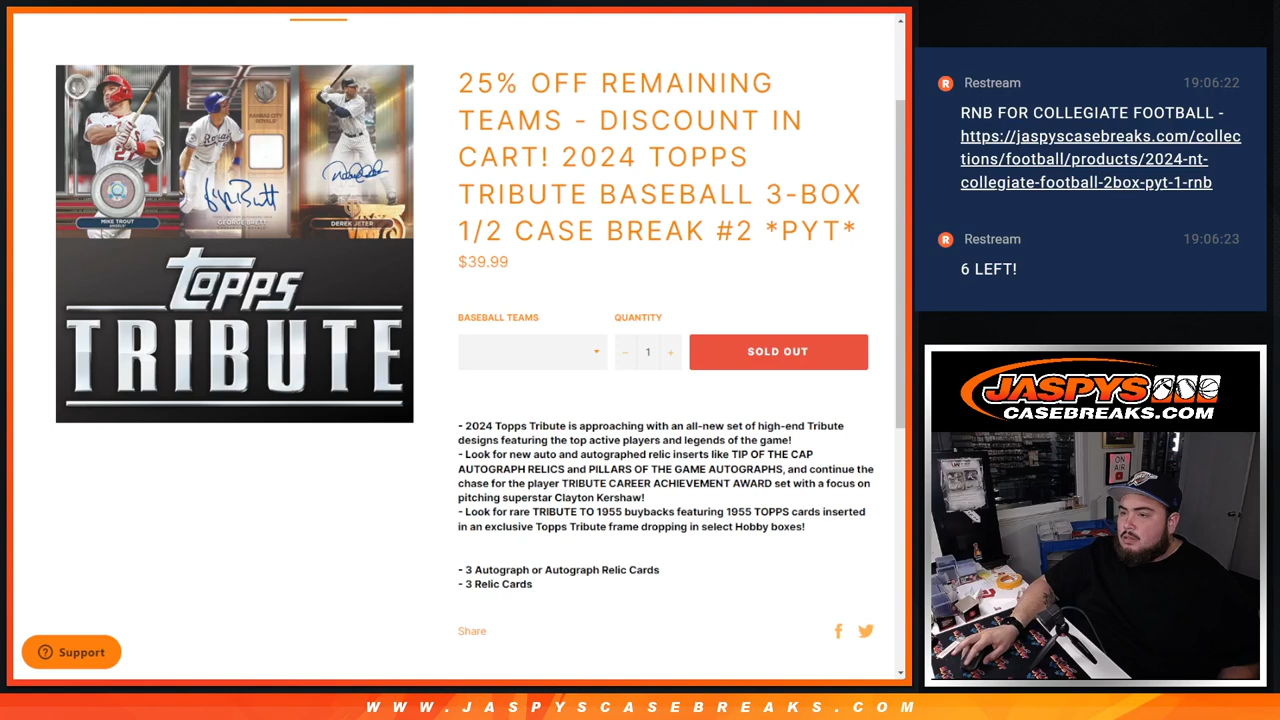 25% OFF REMAINING
TEAMS - DISCOUNT IN
CART! 2024 TOPPS
TRIBUTE BASEBALL 3-BOX
1/2 CASE BREAK #2 *PYT*
$39.99
BASEBALL TEAMS
QUANTITY
− 1 +
SOLD OUT
MIKE TROUT
ANGELS
KANSAS CITY
ROYALS
GEORGE BRETT
DEREK JETER
topps
TRIBUTE
- 2024 Topps Tribute is approaching with an all-new set of high-end Tribute
designs featuring the top active players and legends of the game!
- Look for new auto and autographed relic inserts like TIP OF THE CAP
AUTOGRAPH RELICS and PILLARS OF THE GAME AUTOGRAPHS, and continue the
chase for the player TRIBUTE CAREER ACHIEVEMENT AWARD set with a focus on
pitching superstar Clayton Kershaw!
- Look for rare TRIBUTE TO 1955 buybacks featuring 1955 TOPPS cards inserted
in an exclusive Topps Tribute frame dropping in select Hobby boxes!
- 3 Autograph or Autograph Relic Cards
- 3 Relic Cards
Share
Support
Restream 19:06:22
RNB FOR COLLEGIATE FOOTBALL -
https://jaspyscasebreaks.com/collec
tions/football/products/2024-nt-
collegiate-football-2box-pyt-1-rnb
Restream 19:06:23
6 LEFT!
JASPYS
CASEBREAKS.COM
ON
AIR
WWW.JASPYSCASEBREAKS.COM